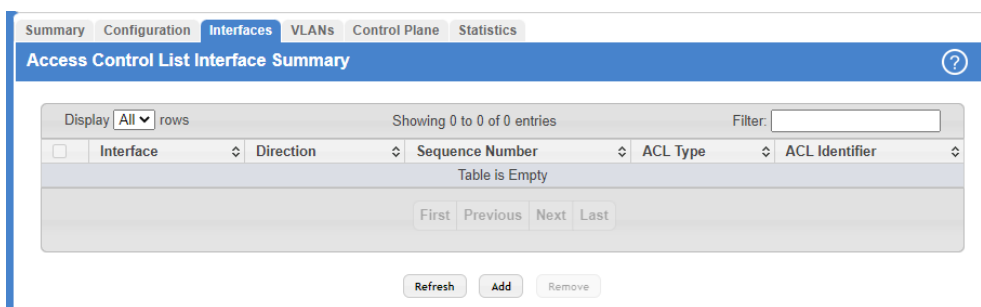 Summary Configuration Interfaces VLANs Control Plane Statistics
Access Control List Interface Summary ?
Display All rows Showing 0 to 0 of 0 entries Filter:
Interface Direction Sequence Number ACL Type ACL Identifier
Table is Empty
First Previous Next Last
Refresh Add Remove